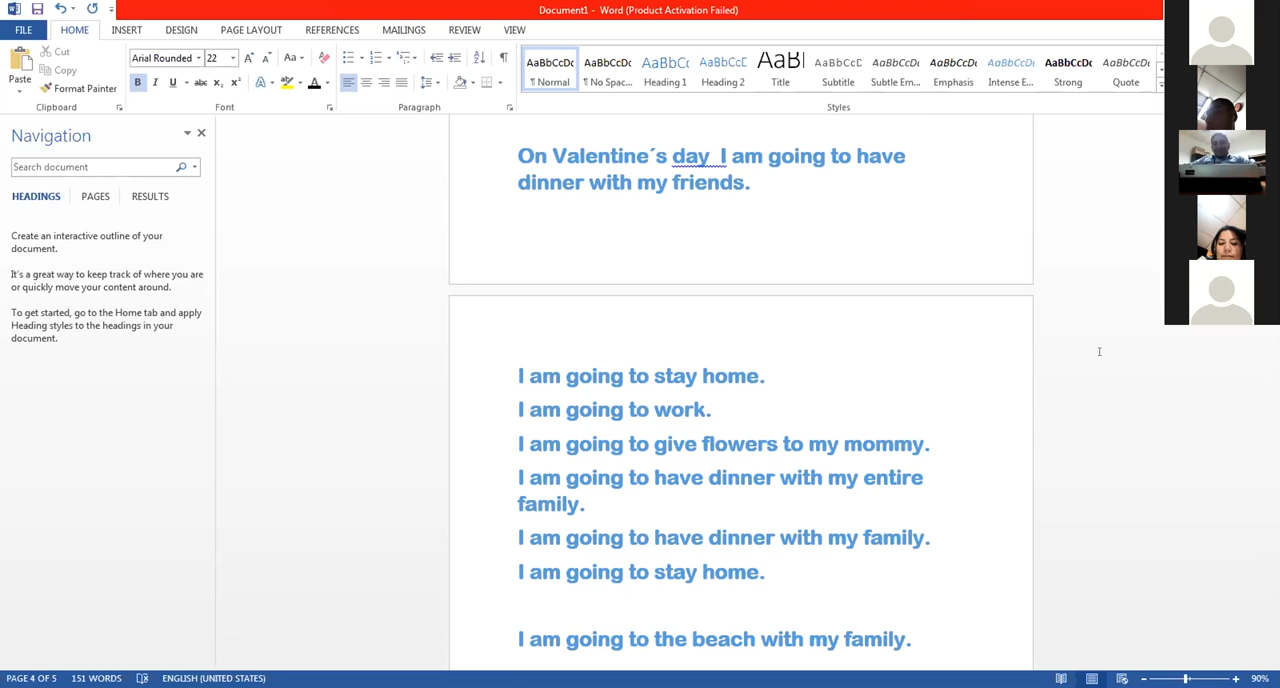 Document1 - Word (Product Activation Failed)
FILE HOME INSERT DESIGN PAGE LAYOUT REFERENCES MAILINGS REVIEW VIEW
Cut
Copy
Paste
Format Painter
Arial Rounded 22
Aa
B I U abc x₂ x² A A
AaBbCcDc AaBbCcDc AaBbCc AaBbCcD AaBl AaBbCcDc AaBbCcDc AaBbCcDc AaBbCcDc AaBbCcDc AaBbCcDc
¶ Normal ¶ No Spac... Heading 1 Heading 2 Title Subtitle Subtle Em... Emphasis Intense E... Strong Quote
Clipboard Font Paragraph Styles
Navigation
Search document
HEADINGS PAGES RESULTS
Create an interactive outline of your
document.
It's a great way to keep track of where you are
or quickly move your content around.
To get started, go to the Home tab and apply
Heading styles to the headings in your
document.
On Valentine´s day  I am going to have
dinner with my friends.
I am going to stay home.
I am going to work.
I am going to give flowers to my mommy.
I am going to have dinner with my entire
family.
I am going to have dinner with my family.
I am going to stay home.
I am going to the beach with my family.
PAGE 4 OF 5 151 WORDS ENGLISH (UNITED STATES) 90%